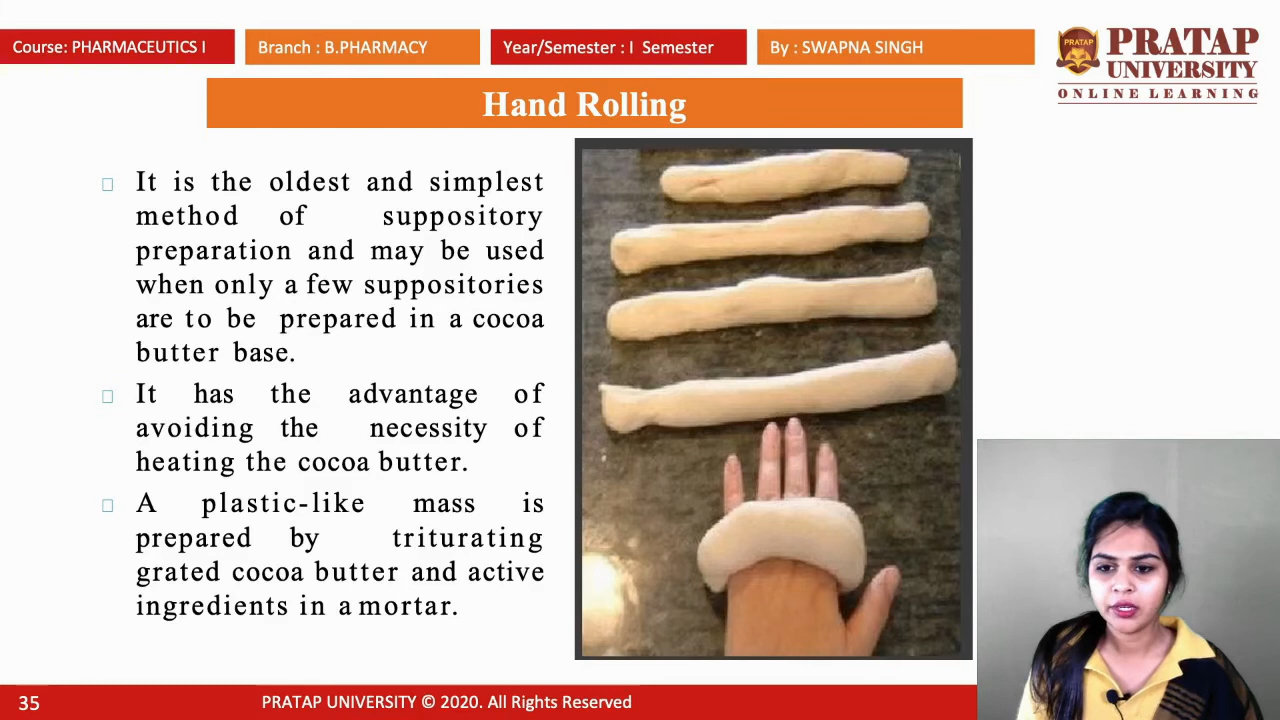 Course: PHARMACEUTICS I
Branch : B.PHARMACY
Year/Semester : I Semester
By : SWAPNA SINGH
PRATAP
PRATAP
UNIVERSITY
ONLINE LEARNING
Hand Rolling
It is the oldest and simplest
method of suppository
preparation and may be used
when only a few suppositories
are to be prepared in a cocoa
butter base.
It has the advantage of
avoiding the necessity of
heating the cocoa butter.
A plastic-like mass is
prepared by triturating
grated cocoa butter and active
ingredients in a mortar.
35
PRATAP UNIVERSITY © 2020. All Rights Reserved